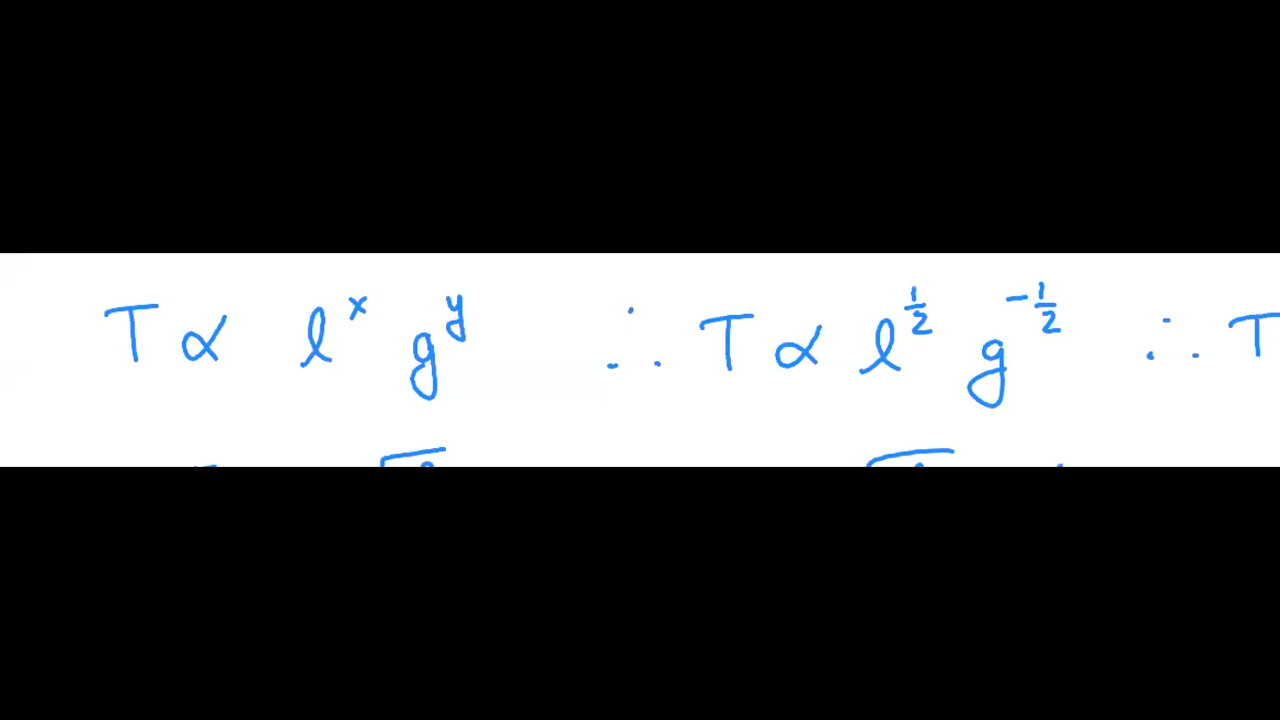 T ∝ l^x g^y ∴ T ∝ l^{1/2} g^{-1/2} ∴ T